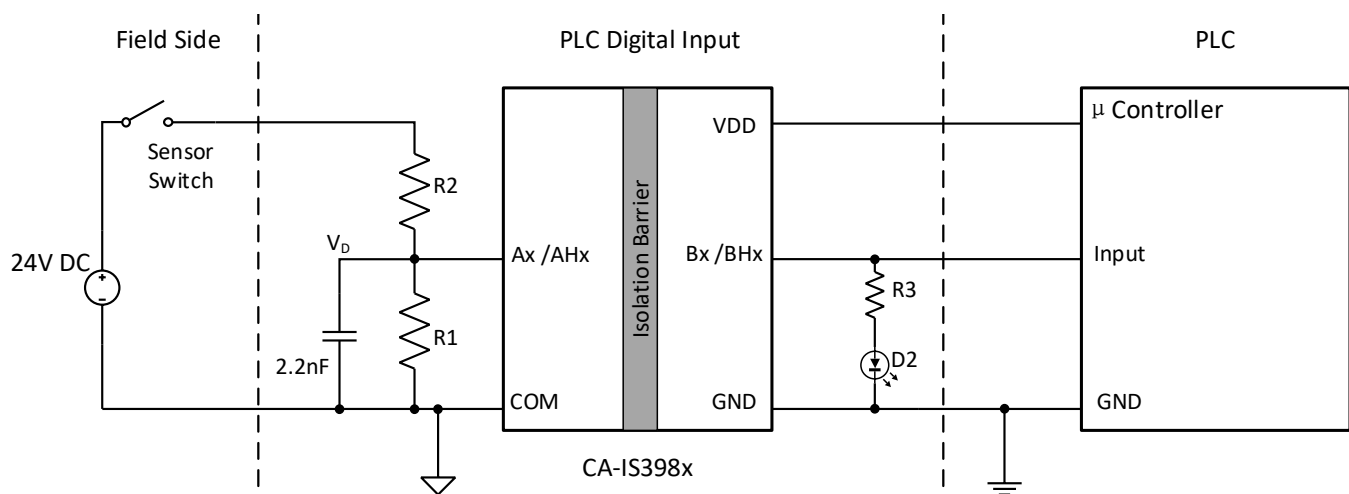 Field Side
PLC Digital Input
PLC
μ Controller
VDD
Sensor
Switch
R2
Isolation Barrier
VD
24V DC
Ax /AHx
Bx/BHx
Input
R3
R1
2.2nF
D2
COM
GND
GND
CA-IS398x